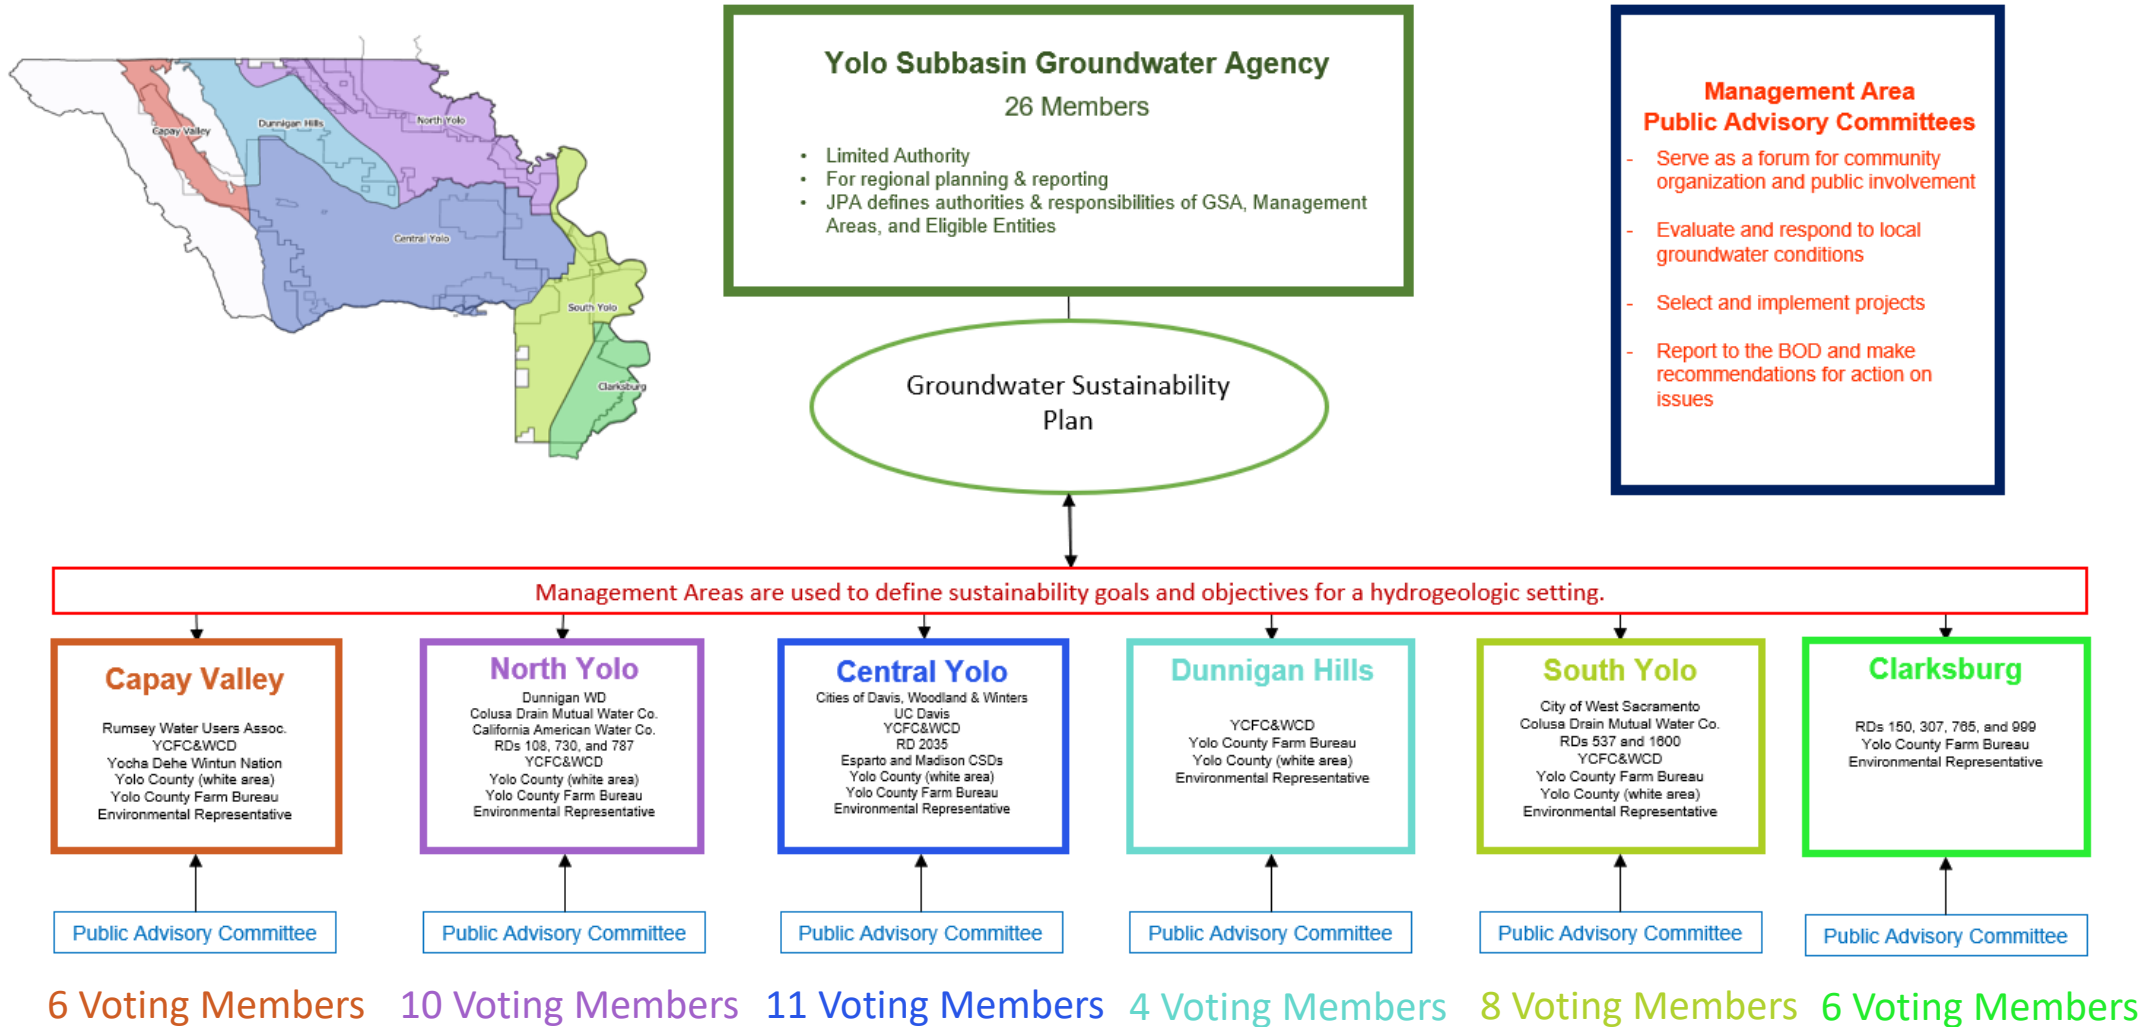 Capay Valley
Dunnigan Hills
North Yolo
Central Yolo
South Yolo
Clarksburg
Yolo Subbasin Groundwater Agency
26 Members
• Limited Authority
• For regional planning & reporting
• JPA defines authorities & responsibilities of GSA, Management
Areas, and Eligible Entities
Management Area
Public Advisory Committees
- Serve as a forum for community
organization and public involvement
- Evaluate and respond to local
groundwater conditions
- Select and implement projects
- Report to the BOD and make
recommendations for action on
issues
Groundwater Sustainability
Plan
Management Areas are used to define sustainability goals and objectives for a hydrogeologic setting.
Capay Valley
Rumsey Water Users Assoc.
YCFC&WCD
Yocha Dehe Wintun Nation
Yolo County (white area)
Yolo County Farm Bureau
Environmental Representative
North Yolo
Dunnigan WD
Colusa Drain Mutual Water Co.
California American Water Co.
RDs 108, 730, and 787
YCFC&WCD
Yolo County (white area)
Yolo County Farm Bureau
Environmental Representative
Central Yolo
Cities of Davis, Woodland & Winters
UC Davis
YCFC&WCD
RD 2035
Esparto and Madison CSDs
Yolo County (white area)
Yolo County Farm Bureau
Environmental Representative
Dunnigan Hills
YCFC&WCD
Yolo County Farm Bureau
Yolo County (white area)
Environmental Representative
South Yolo
City of West Sacramento
Colusa Drain Mutual Water Co.
RDs 537 and 1600
YCFC&WCD
Yolo County Farm Bureau
Yolo County (white area)
Environmental Representative
Clarksburg
RDs 150, 307, 765, and 999
Yolo County Farm Bureau
Environmental Representative
Public Advisory Committee
Public Advisory Committee
Public Advisory Committee
Public Advisory Committee
Public Advisory Committee
Public Advisory Committee
6 Voting Members
10 Voting Members
11 Voting Members
4 Voting Members
8 Voting Members
6 Voting Members